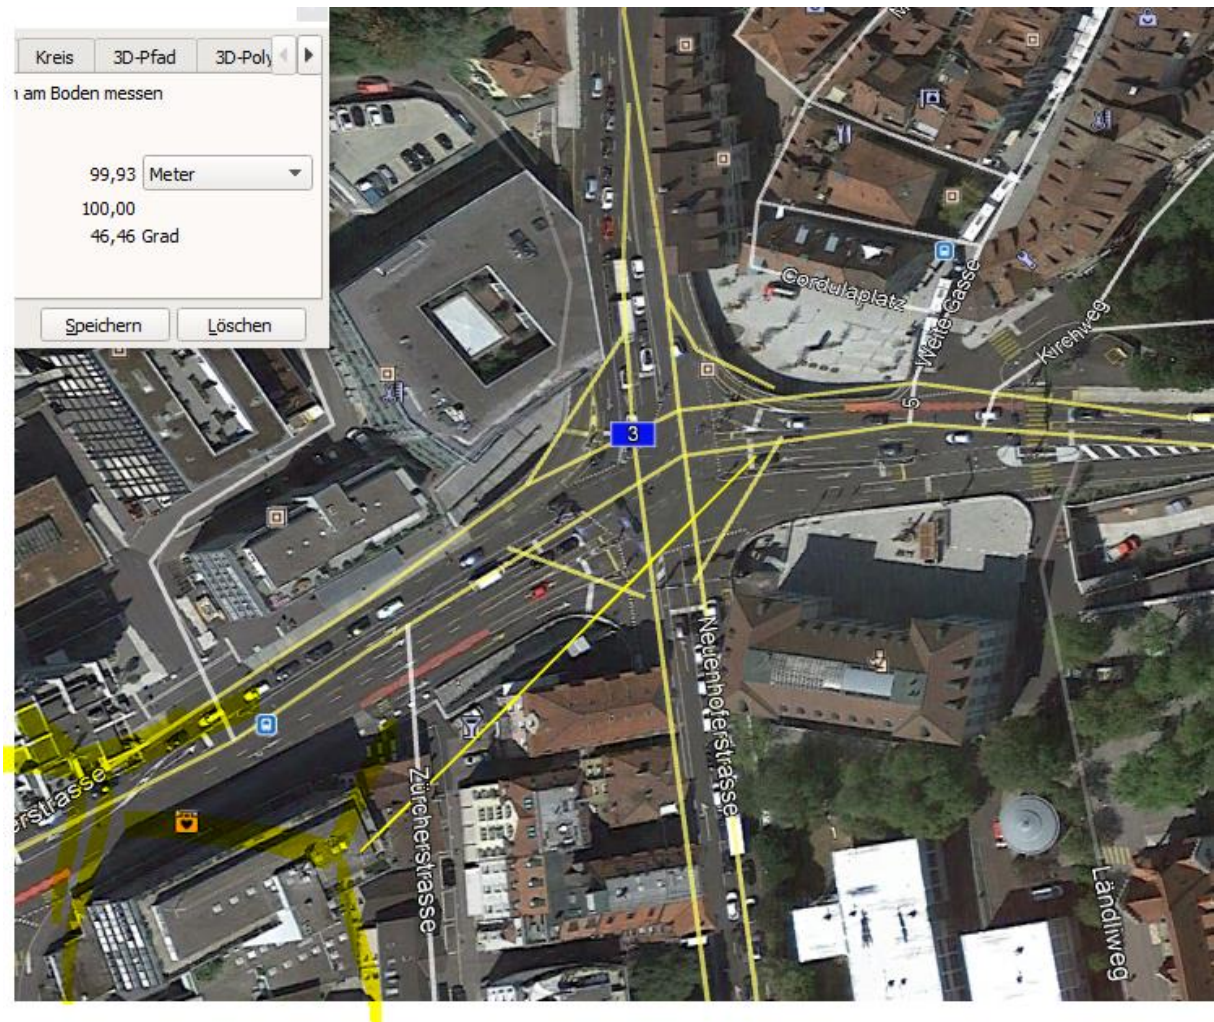 Kreis 3D-Pfad 3D-Poly
n am Boden messen
99,93 Meter
100,00
46,46 Grad
Speichern Löschen
Cordulaplatz
Weite Gasse
Kirchweg
5
3
Neuenhoferstrasse
erstrasse
Zürcherstrasse
Ländliweg